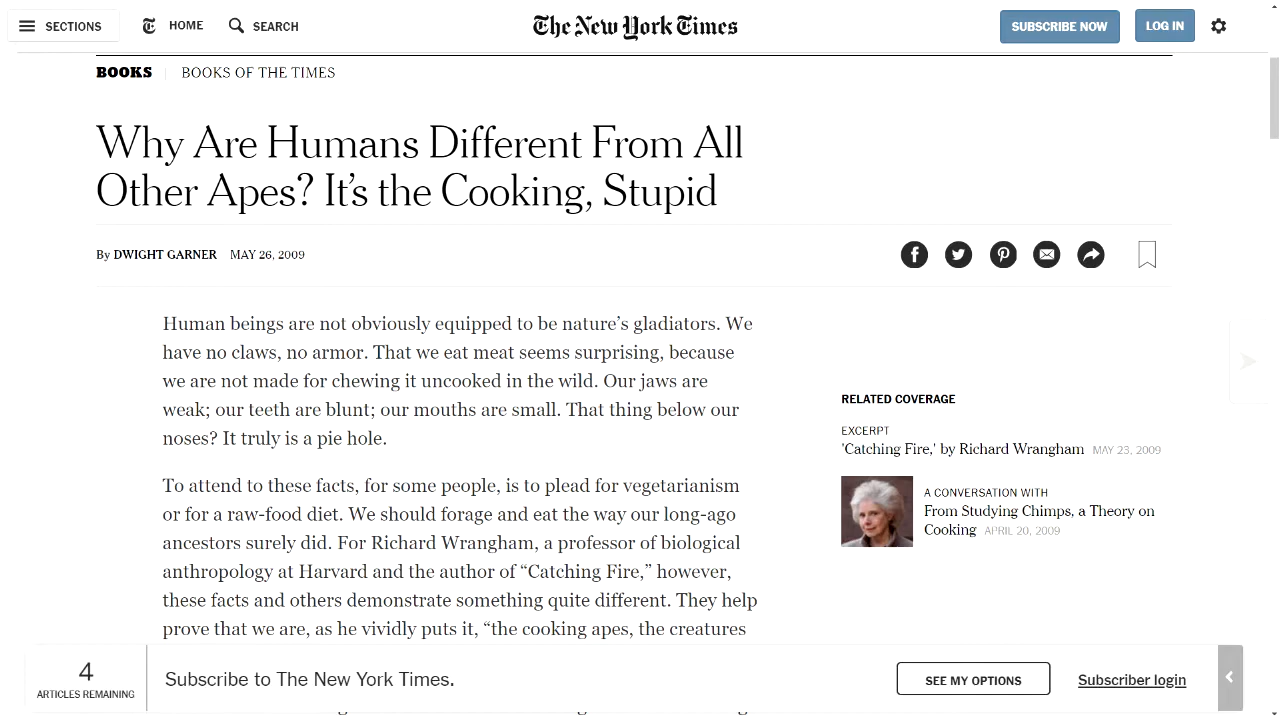 SECTIONS
HOME
SEARCH
The New York Times
SUBSCRIBE NOW
LOG IN
BOOKS
BOOKS OF THE TIMES
Why Are Humans Different From All
Other Apes? It's the Cooking, Stupid
By DWIGHT GARNER MAY 26, 2009
Human beings are not obviously equipped to be nature's gladiators. We
have no claws, no armor. That we eat meat seems surprising, because
we are not made for chewing it uncooked in the wild. Our jaws are
weak; our teeth are blunt; our mouths are small. That thing below our
noses? It truly is a pie hole.
To attend to these facts, for some people, is to plead for vegetarianism
or for a raw-food diet. We should forage and eat the way our long-ago
ancestors surely did. For Richard Wrangham, a professor of biological
anthropology at Harvard and the author of “Catching Fire,” however,
these facts and others demonstrate something quite different. They help
prove that we are, as he vividly puts it, “the cooking apes, the creatures
RELATED COVERAGE
EXCERPT
'Catching Fire,' by Richard Wrangham MAY 23, 2009
A CONVERSATION WITH
From Studying Chimps, a Theory on
Cooking APRIL 20, 2009
4
ARTICLES REMAINING
Subscribe to The New York Times.
SEE MY OPTIONS
Subscriber login